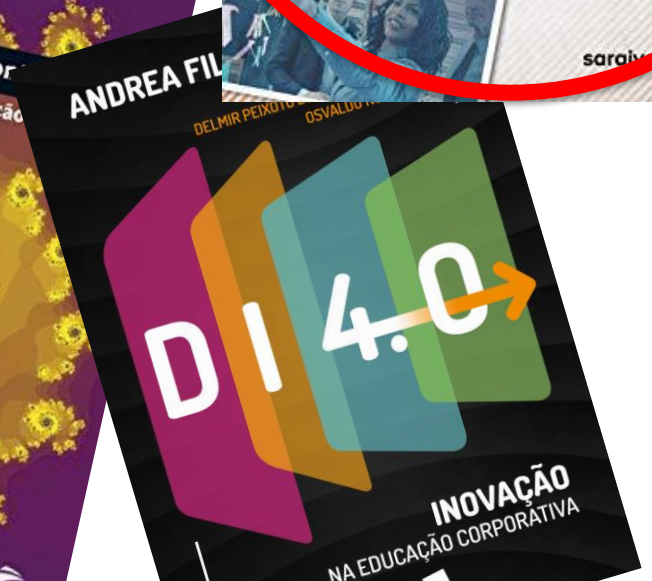 saraiv
ANDREA FIL
DELMIR PEIXOTO
OSVALDO
DI 4.0
INOVAÇÃO
NA EDUCAÇÃO CORPORATIVA